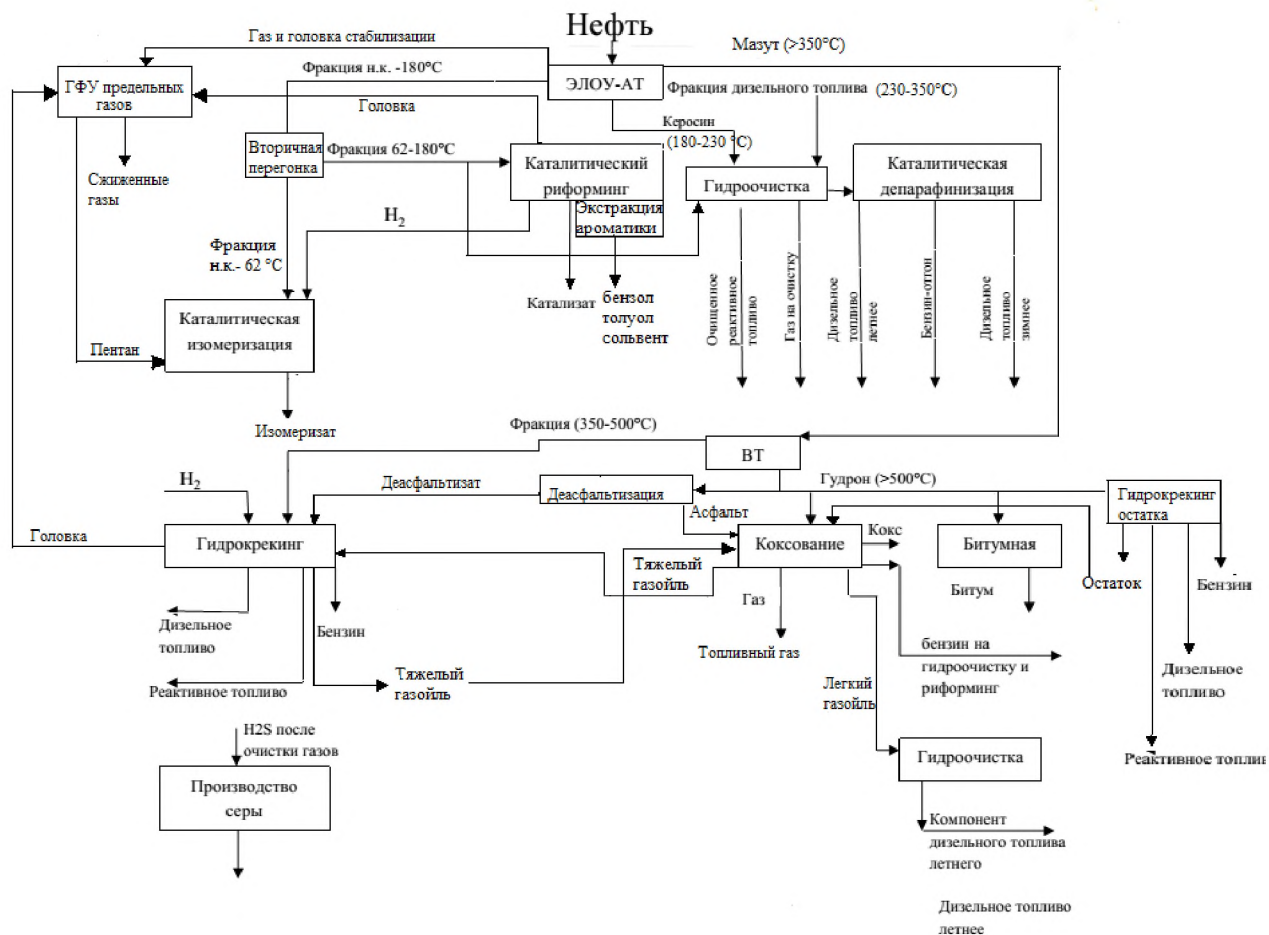 Нефть
Газ и головка стабилизации
Мазут (>350°С)
Фракция н.к. -180°С
ЭЛОУ-АТ
ГФУ предельных
газов
Фракция дизельного топлива (230-350°С)
Головка
Керосин
(180-230 °С)
Вторичная
перегонка
Фракция 62-180°С
Каталитический
риформинг
Каталитическая
депарафинизация
Гидроочистка
Сжиженные
газы
Экстракция
ароматики
H2
Фракция
н.к.- 62 °С
Катализат
бензол
толуол
сольвент
Очищенное
реактивное
топливо
Газ на очистку
Дизельное
топливо
летнее
Бензин-отгон
Дизельное
топливо
зимнее
Каталитическая
изомеризация
Пентан
Изомеризат
Фракция (350-500°С)
ВТ
H2
Деасфальтизат
Деасфальтизация
Гудрон (>500°С)
Гидрокрекинг
остатка
Асфальт
Головка
Гидрокрекинг
Коксование
Кокс
Битумная
Тяжелый
газойль
Газ
Битум
Остаток
Бензин
Дизельное
топливо
Бензин
Топливный газ
бензин на
гидроочистку и
риформинг
Дизельное
топливо
Реактивное топливо
Тяжелый
газойль
Легкий
газойль
H2S после
очистки газов
Гидроочистка
Реактивное топлив
Производство
серы
Компонент
дизельного топлива
летнего
Дизельное топливо
летнее